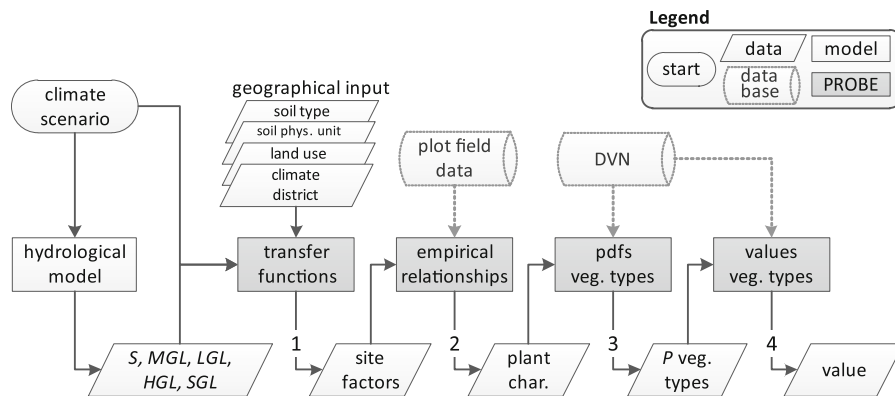 Legend
start
data
model
data
base
PROBE
climate
scenario
geographical input
soil type
soil phys. unit
land use
climate
district
plot field
data
DVN
hydrological
model
transfer
functions
empirical
relationships
pdfs
veg. types
values
veg. types
1
2
3
4
S, MGL, LGL,
HGL, SGL
site
factors
plant
char.
P veg.
types
value